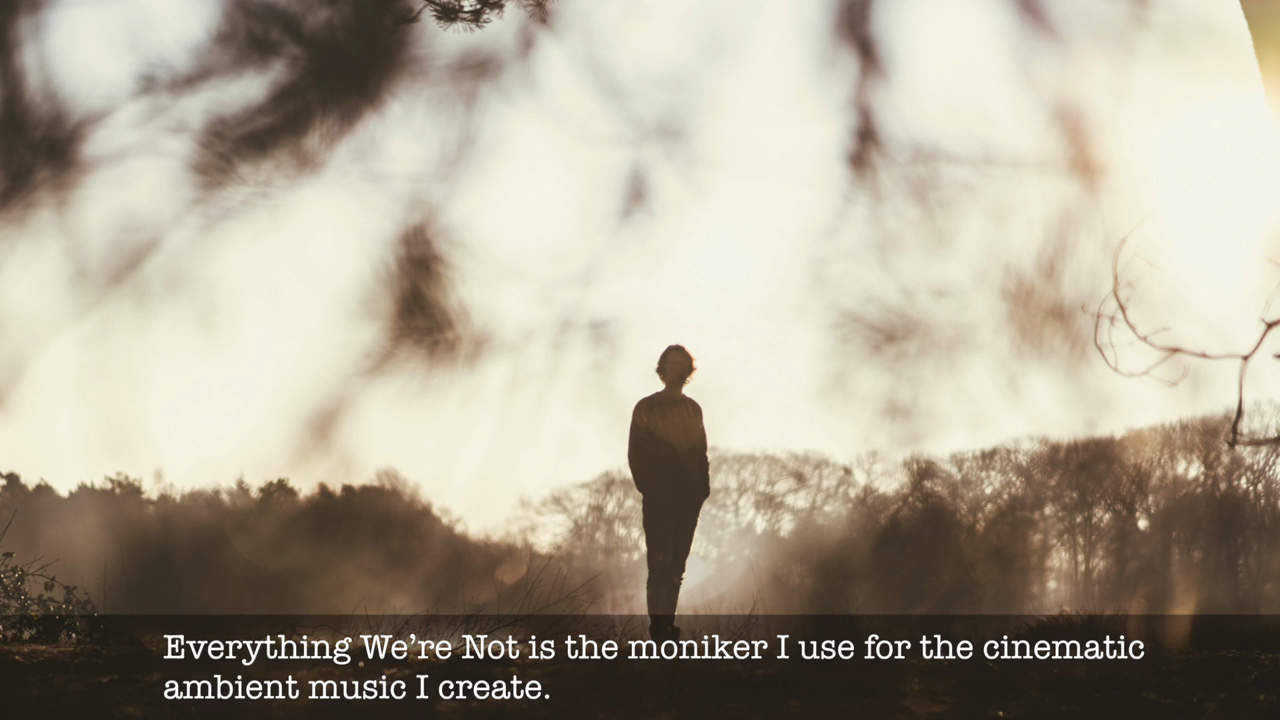 Everything We’re Not is the moniker I use for the cinematic
ambient music I create.